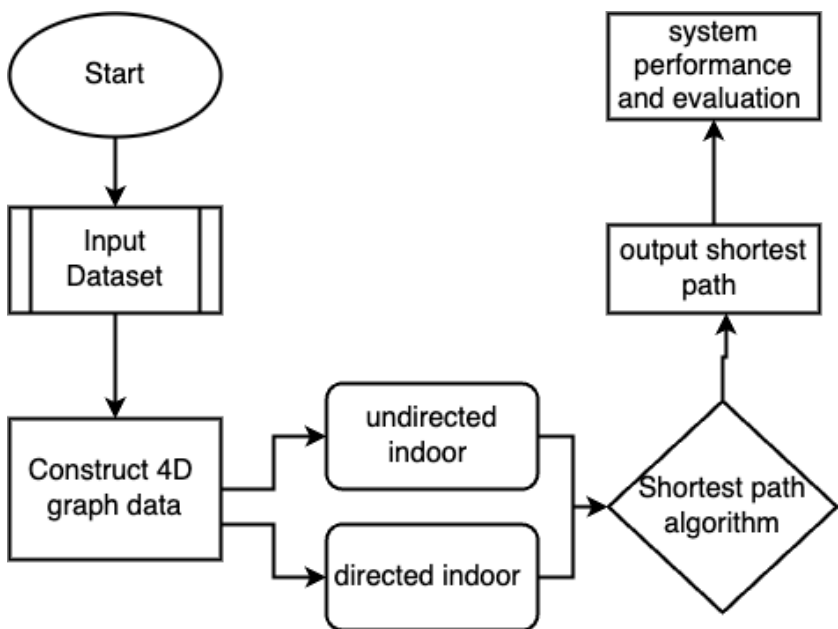 Start
Input
Dataset
Construct 4D
graph data
undirected
indoor
directed indoor
Shortest path
algorithm
output shortest
path
system
performance
and evaluation